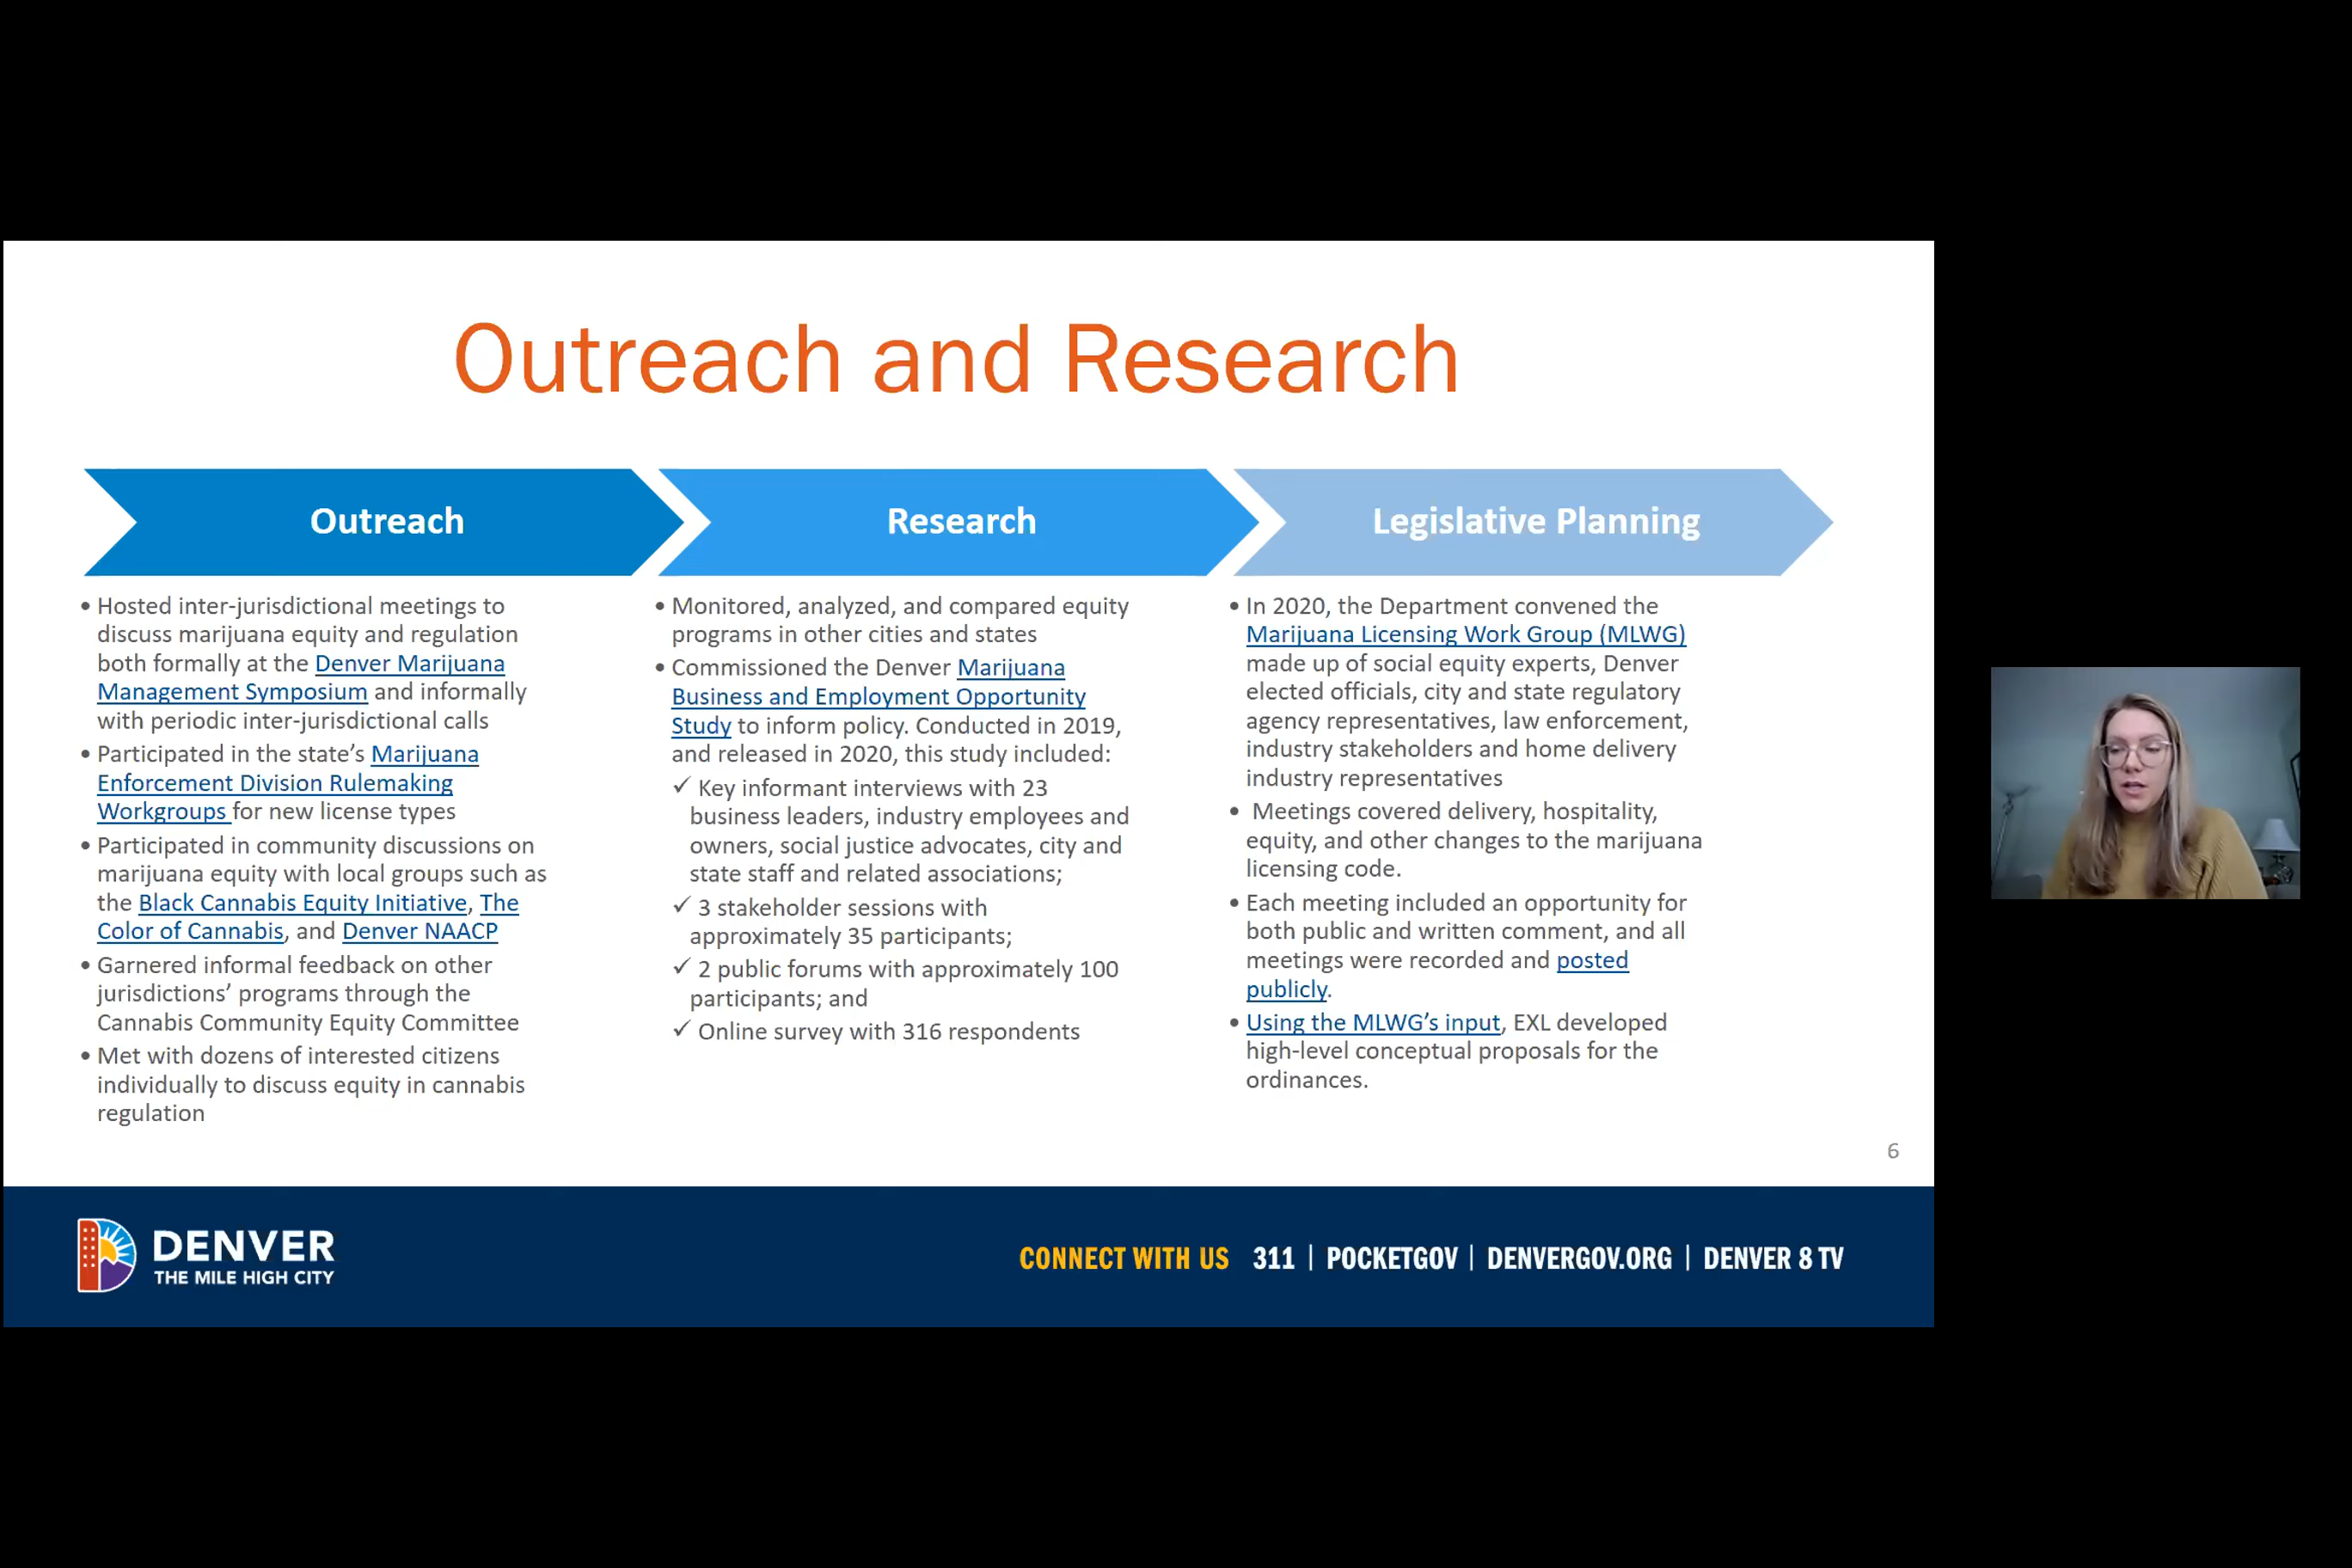 Outreach and Research
Outreach
• Hosted inter-jurisdictional meetings to
discuss marijuana equity and regulation
both formally at the Denver Marijuana
Management Symposium and informally
with periodic inter-jurisdictional calls
• Participated in the state’s Marijuana
Enforcement Division Rulemaking
Workgroups for new license types
• Participated in community discussions on
marijuana equity with local groups such as
the Black Cannabis Equity Initiative, The
Color of Cannabis, and Denver NAACP
• Garnered informal feedback on other
jurisdictions’ programs through the
Cannabis Community Equity Committee
• Met with dozens of interested citizens
individually to discuss equity in cannabis
regulation
Research
• Monitored, analyzed, and compared equity
programs in other cities and states
• Commissioned the Denver Marijuana
Business and Employment Opportunity
Study to inform policy. Conducted in 2019,
and released in 2020, this study included:
✓ Key informant interviews with 23
business leaders, industry employees and
owners, social justice advocates, city and
state staff and related associations;
✓ 3 stakeholder sessions with
approximately 35 participants;
✓ 2 public forums with approximately 100
participants; and
✓ Online survey with 316 respondents
Legislative Planning
• In 2020, the Department convened the
Marijuana Licensing Work Group (MLWG)
made up of social equity experts, Denver
elected officials, city and state regulatory
agency representatives, law enforcement,
industry stakeholders and home delivery
industry representatives
• Meetings covered delivery, hospitality,
equity, and other changes to the marijuana
licensing code.
• Each meeting included an opportunity for
both public and written comment, and all
meetings were recorded and posted
publicly.
• Using the MLWG’s input, EXL developed
high-level conceptual proposals for the
ordinances.
6
DENVER
THE MILE HIGH CITY
CONNECT WITH US 311 | POCKETGOV | DENVERGOV.ORG | DENVER 8 TV